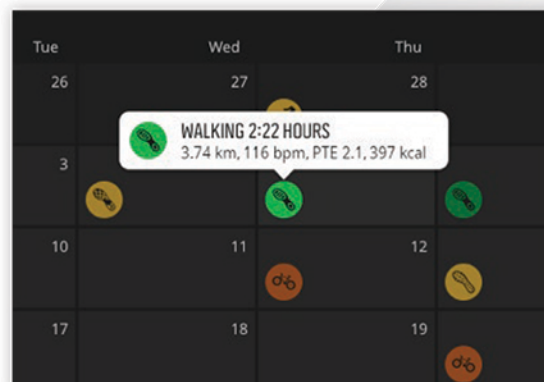 Tue Wed Thu
26 27 28
WALKING 2:22 HOURS
3.74 km, 116 bpm, PTE 2.1, 397 kcal
3
10 11 12
17 18 19